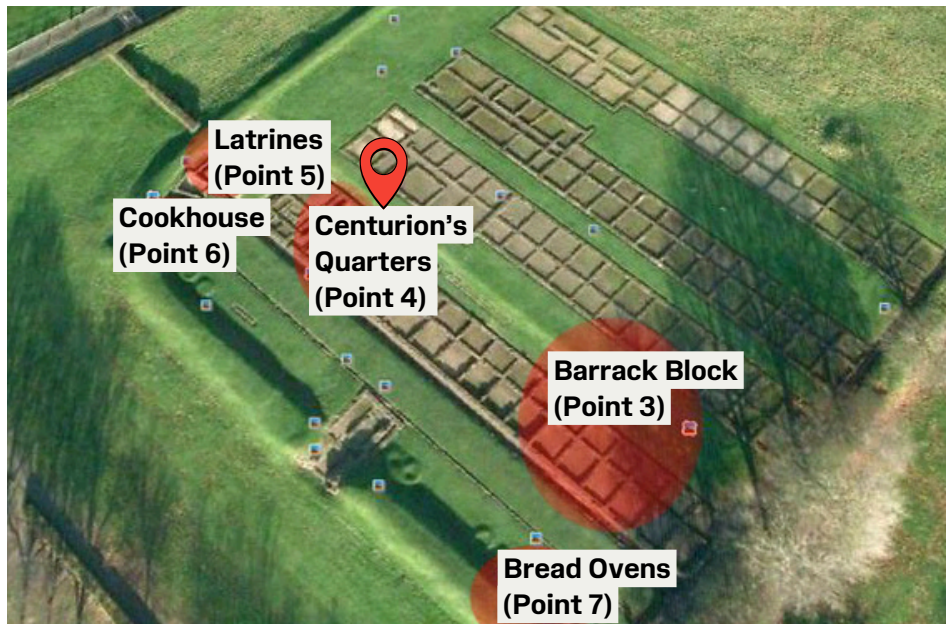 Latrines
(Point 5)
Cookhouse
(Point 6)
Centurion's
Quarters
(Point 4)
Barrack Block
(Point 3)
Bread Ovens
(Point 7)